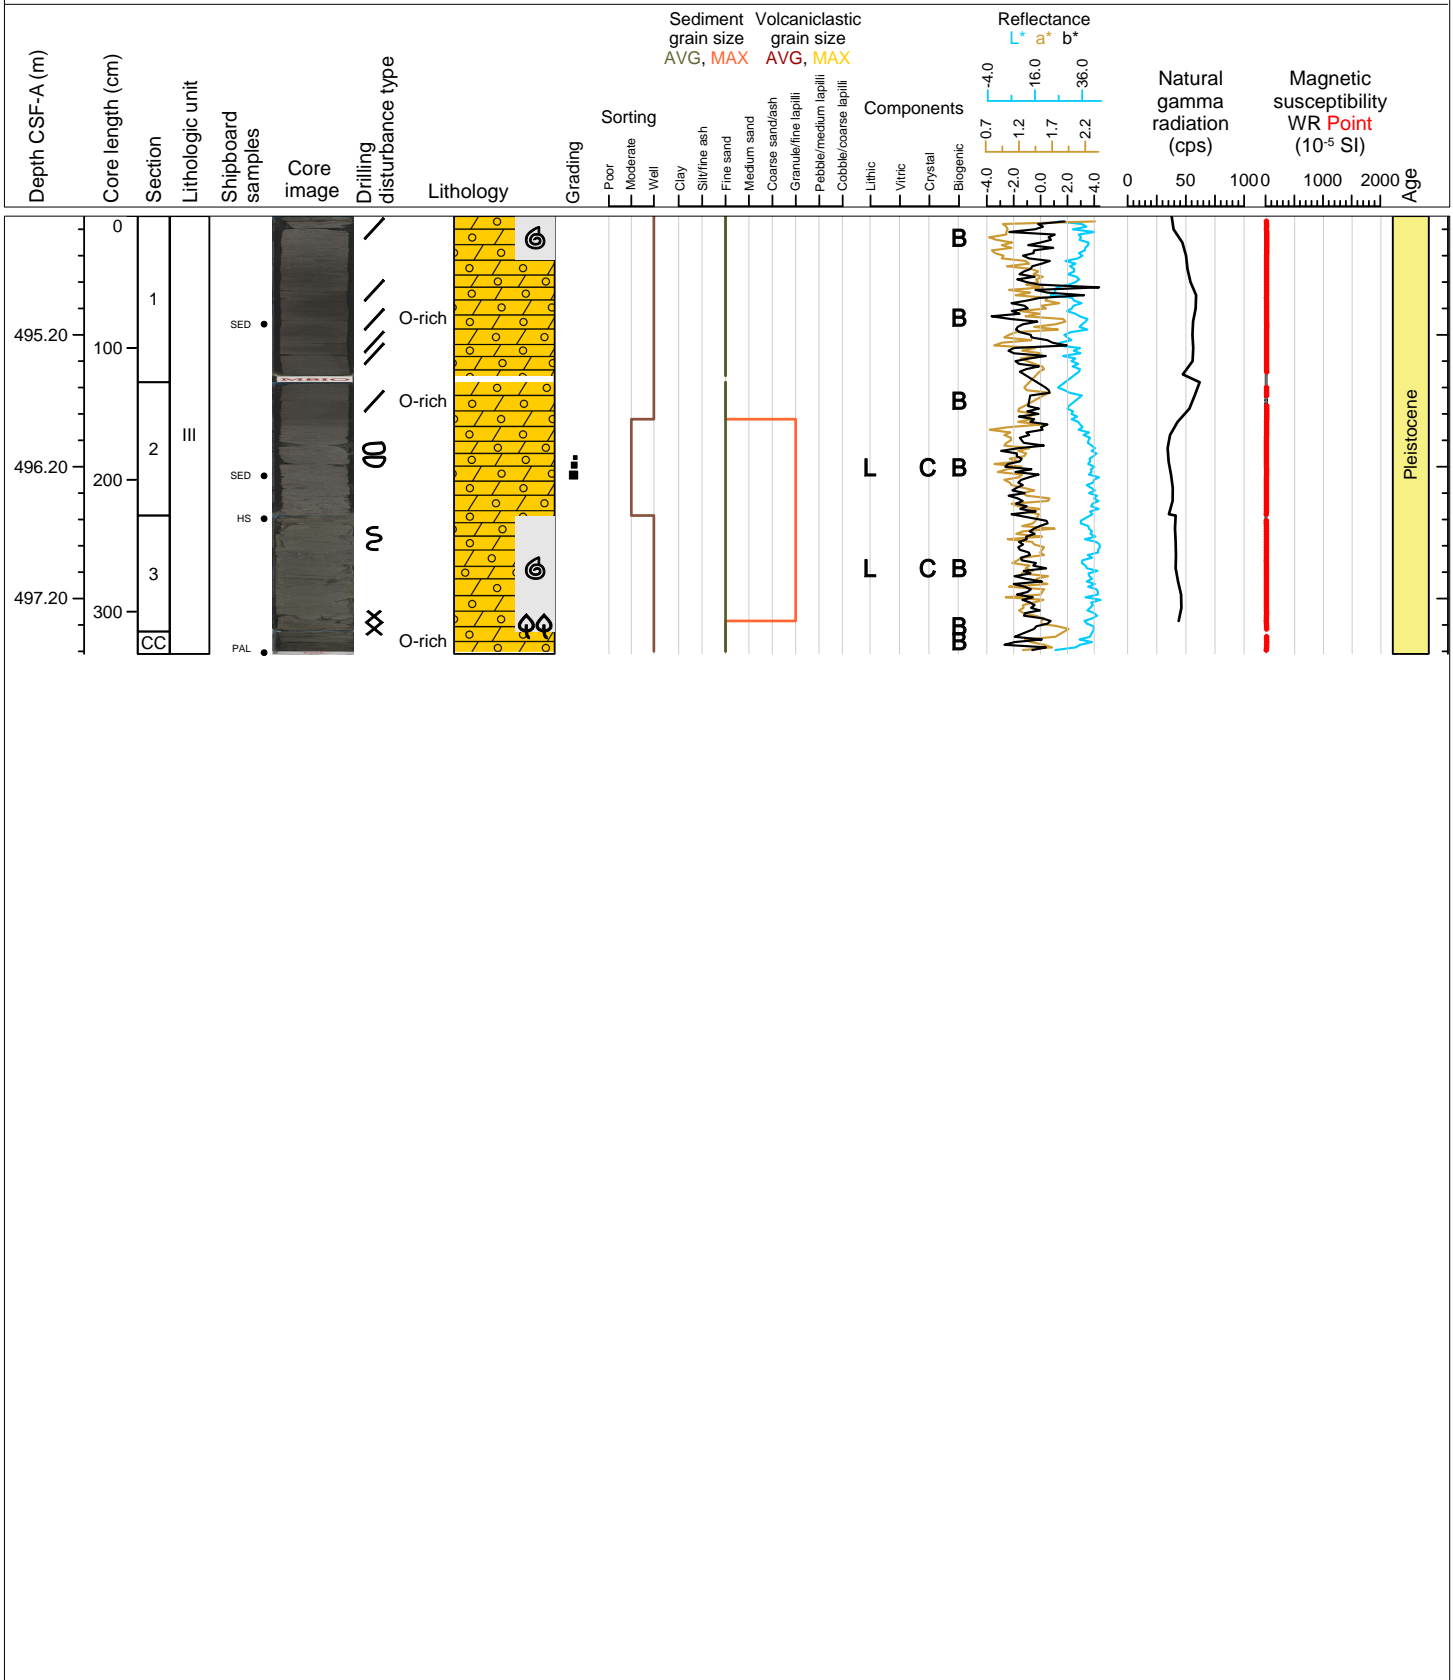 Depth CSF-A (m)
Core length (cm)
Section
Lithologic unit
Shipboard
samples
Core
image
Drilling
disturbance type
Lithology
Grading
Sorting
Poor
Moderate
Well
Sediment
grain size
AVG, MAX
Volcaniclastic
grain size
AVG, MAX
Clay
Silt/fine ash
Fine sand
Medium sand
Coarse sand/ash
Granule/fine lapilli
Pebble/medium lapilli
Cobble/coarse lapilli
Components
Lithic
Vitric
Crystal
Biogenic
Reflectance
L* a* b*
-4.0 16.0 36.0
0.7 1.2 1.7 2.2
-4.0 -2.0 0.0 2.0 4.0
Natural
gamma
radiation
(cps)
0 50 100
Magnetic
susceptibility
WR Point
(10-5 SI)
0 1000 2000
Age
495.20
496.20
497.20
0
100
200
300
1
2
3
CC
III
SED
SED
HS
PAL
MBIO
O-rich
O-rich
O-rich
B
B
B
L C B
L C B
B
B
B
Pleistocene